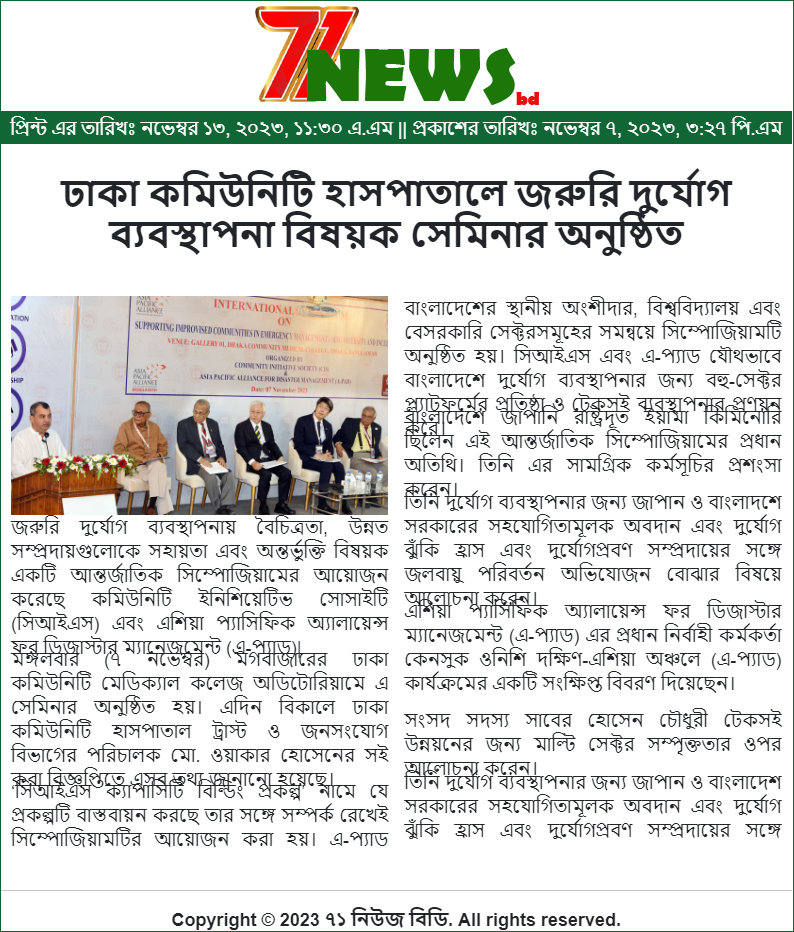 71
NEWS
bd
প্রিন্ট এর তারিখঃ নভেম্বর ১৩, ২০২৩, ১১:৩০ এ.এম || প্রকাশের তারিখঃ নভেম্বর ৭, ২০২৩, ৩:২৭ পি.এম
ঢাকা কমিউনিটি হাসপাতালে জরুরি দুর্যোগ
ব্যবস্থাপনা বিষয়ক সেমিনার অনুষ্ঠিত
ASIA
PACIFIC
ALLIANCE
INTERNATIONAL
ON
SUPPORTING IMPROVISED COMMUNITIES IN EMERGENCY
VENUE: GALLERY 01, DHAKA COMMUNITY
ORGANIZED BY
COMMUNITY INITIATIVE SOCIETY (CIS)
&
ASIA PACIFIC ALLIANCE FOR DISASTER MANAGEMENT (A-PAD)
Date: 07 November 2023
ASIA
PACIFIC
ALLIANCE
জরুরি দুর্যোগ ব্যবস্থাপনায় বৈচিত্রতা, উন্নত
সম্প্রদায়গুলোকে সহায়তা এবং অন্তর্ভুক্তি বিষয়ক
একটি আন্তর্জাতিক সিম্পোজিয়ামের আয়োজন
করেছে কমিউনিটি ইনিশিয়েটিভ সোসাইটি
(সিআইএস) এবং এশিয়া প্যাসিফিক অ্যালায়েন্স
ফর ডিজাস্টার ম্যানেজমেন্ট (এ-প্যাড)।
মঙ্গলবার (৭ নভেম্বর) মগবাজারের ঢাকা
কমিউনিটি মেডিক্যাল কলেজ অডিটোরিয়ামে এ
সেমিনার অনুষ্ঠিত হয়। এদিন বিকালে ঢাকা
কমিউনিটি হাসপাতাল ট্রাস্ট ও জনসংযোগ
বিভাগের পরিচালক মো. ওয়াকার হোসেনের সই
করা বিজ্ঞপ্তিতে এসব তথ্য জানানো হয়েছে।
‘সিআইএস ক্যাপাসিটি বিল্ডিং প্রকল্প’ নামে যে
প্রকল্পটি বাস্তবায়ন করছে তার সঙ্গে সম্পর্ক রেখেই
সিম্পোজিয়ামটির আয়োজন করা হয়। এ-প্যাড
বাংলাদেশের স্থানীয় অংশীদার, বিশ্ববিদ্যালয় এবং
বেসরকারি সেক্টরসমূহের সমন্বয়ে সিম্পোজিয়ামটি
অনুষ্ঠিত হয়। সিআইএস এবং এ-প্যাড যৌথভাবে
বাংলাদেশে দুর্যোগ ব্যবস্থাপনার জন্য বহু-সেক্টর
প্ল্যাটফর্মের প্রতিষ্ঠা ও টেকসই ব্যবস্থাপনার প্রণয়ন
করে।
বাংলাদেশে জাপানি রাষ্ট্রদূত ইয়ামা কিমিনোরি
ছিলেন এই আন্তর্জাতিক সিম্পোজিয়ামের প্রধান
অতিথি। তিনি এর সামগ্রিক কর্মসূচির প্রশংসা
করেন।
তিনি দুর্যোগ ব্যবস্থাপনার জন্য জাপান ও বাংলাদশে
সরকারের সহযোগিতামূলক অবদান এবং দুর্যোগ
ঝুঁকি হ্রাস এবং দুর্যোগপ্রবণ সম্প্রদায়ের সঙ্গে
জলবায়ু পরিবর্তন অভিযোজন বোঝার বিষয়ে
আলোচনা করেন।
এশিয়া প্যাসিফিক অ্যালায়েন্স ফর ডিজাস্টার
ম্যানেজমেন্ট (এ-প্যাড) এর প্রধান নির্বাহী কর্মকর্তা
কেনসুক ওনিশি দক্ষিণ-এশিয়া অঞ্চলে (এ-প্যাড)
কার্যক্রমের একটি সংক্ষিপ্ত বিবরণ দিয়েছেন।
সংসদ সদস্য সাবের হোসেন চৌধুরী টেকসই
উন্নয়নের জন্য মাল্টি সেক্টর সম্পৃক্ততার ওপর
আলোচনা করেন।
তিনি দুর্যোগ ব্যবস্থাপনার জন্য জাপান ও বাংলাদেশ
সরকারের সহযোগিতামূলক অবদান এবং দুর্যোগ
ঝুঁকি হ্রাস এবং দুর্যোগপ্রবণ সম্প্রদায়ের সঙ্গে
Copyright © 2023 ৭১ নিউজ বিডি. All rights reserved.